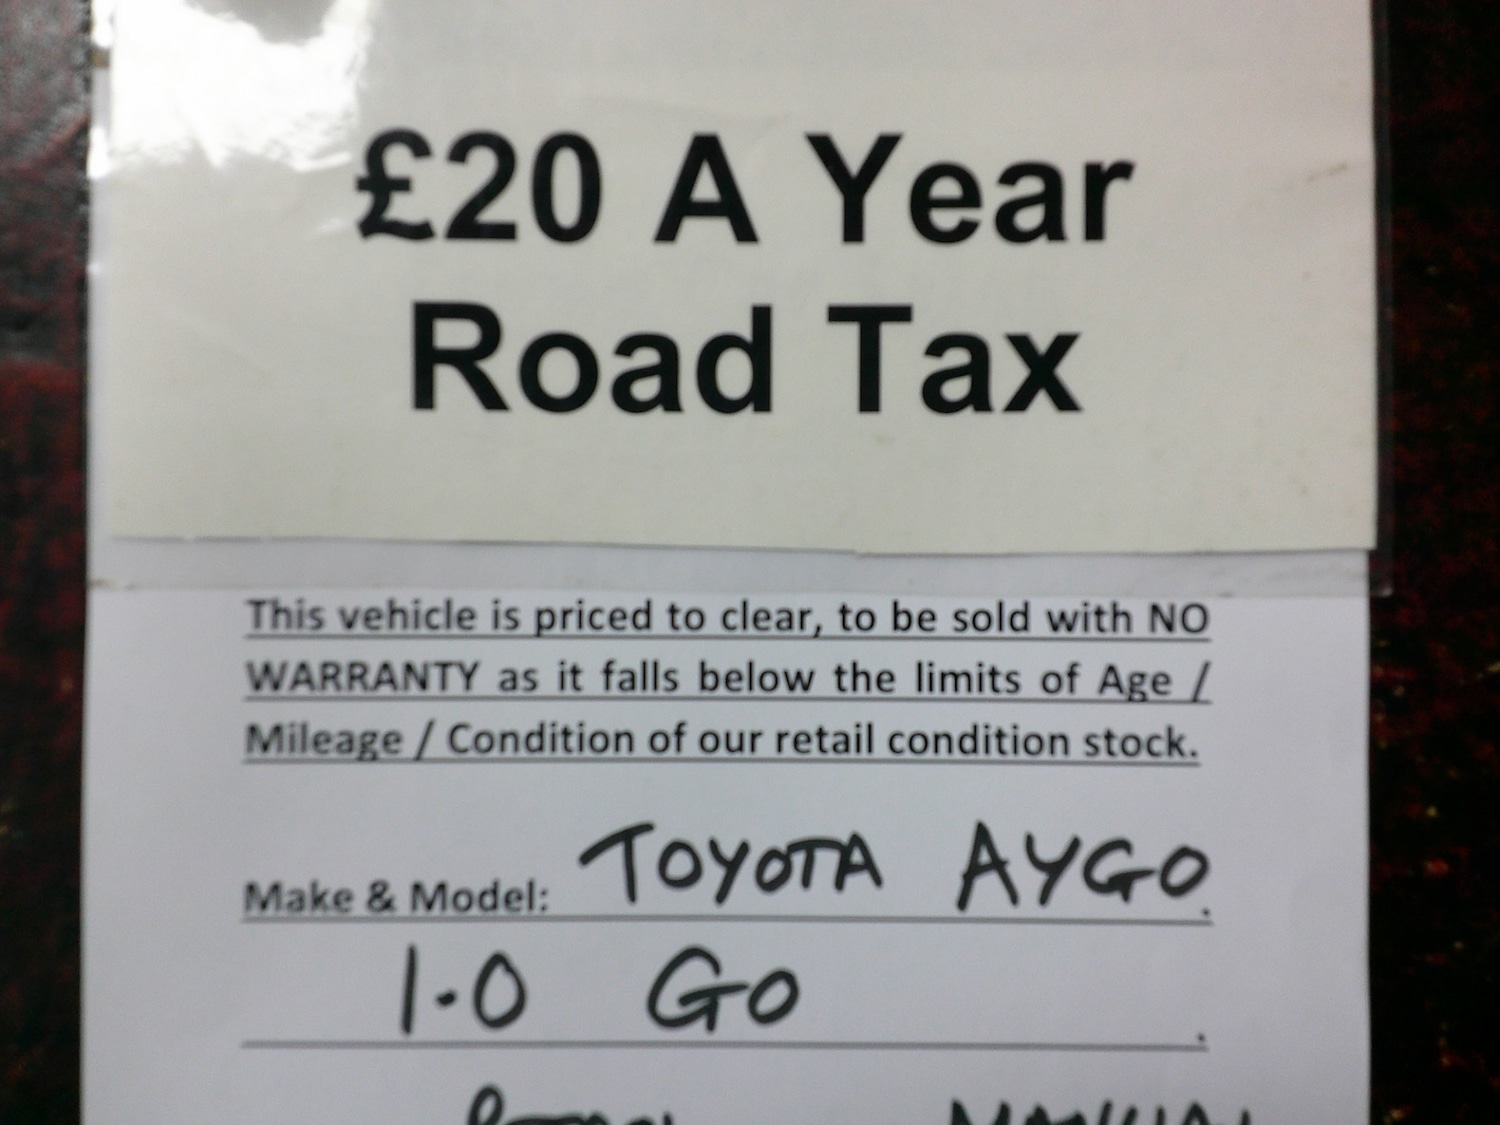 £20 A Year
Road Tax
This vehicle is priced to clear, to be sold with NO
WARRANTY as it falls below the limits of Age /
Mileage / Condition of our retail condition stock.
Make & Model: TOYOTA AYGO.
1.0 GO .